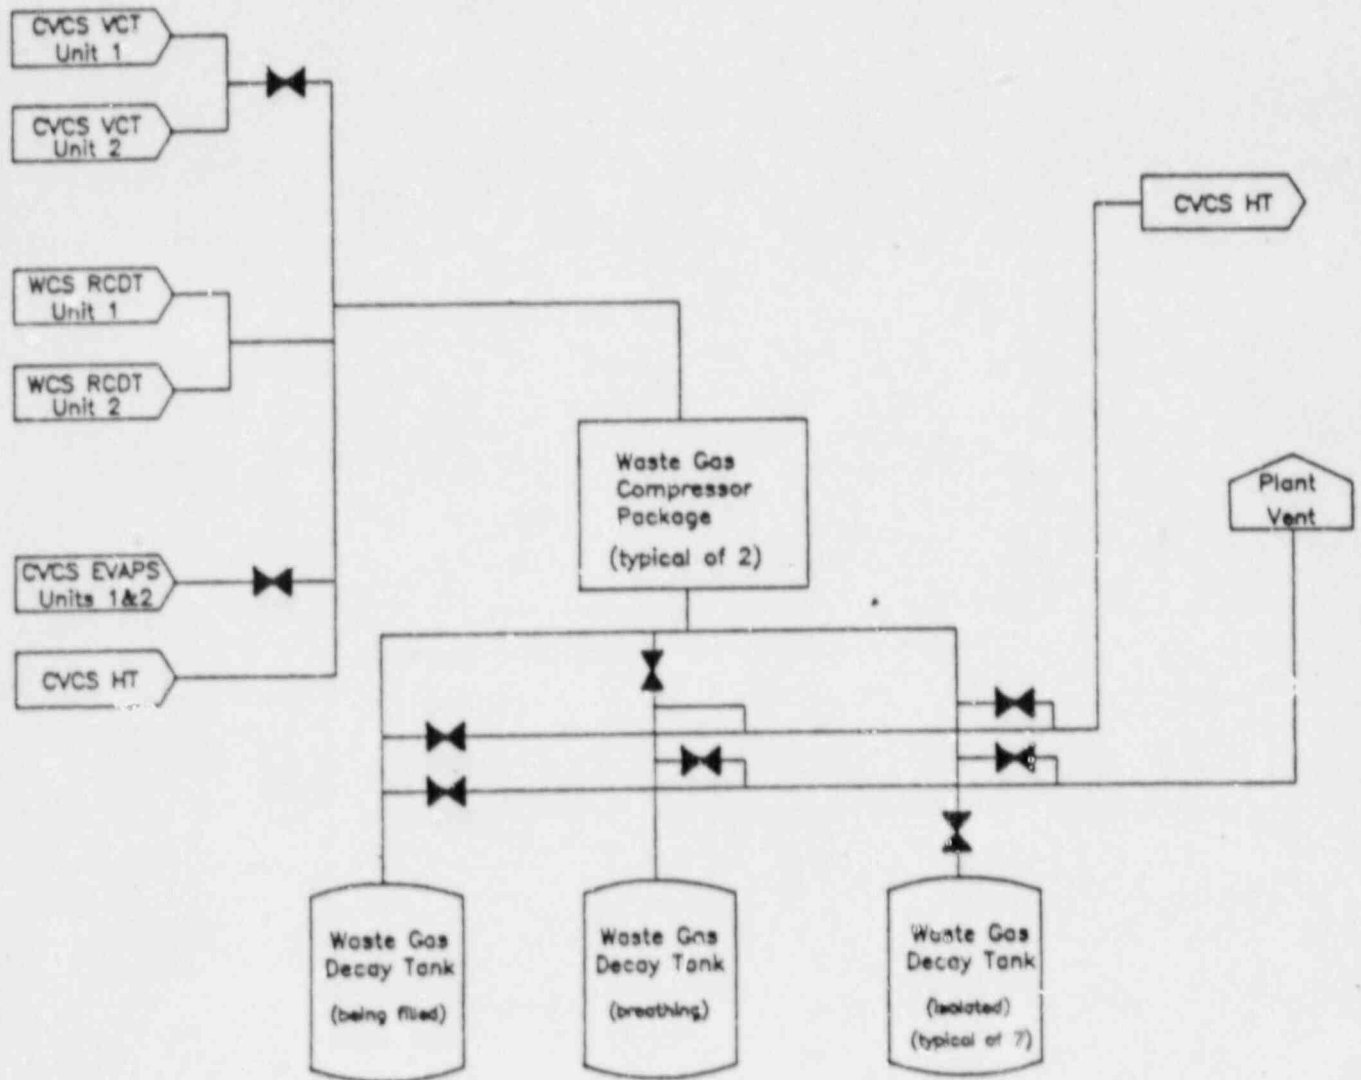 CVCS VCT
Unit 1
CVCS VCT
Unit 2
WCS RCDT
Unit 1
WCS RCDT
Unit 2
CVCS EVAPS
Units 1&2
CVCS HT
Waste Gas
Compressor
Package
(typical of 2)
CVCS HT
Plant
Vent
Waste Gas
Decay Tank
(being filled)
Waste Gas
Decay Tank
(breathing)
Waste Gas
Decay Tank
(isolated)
(typical of 7)